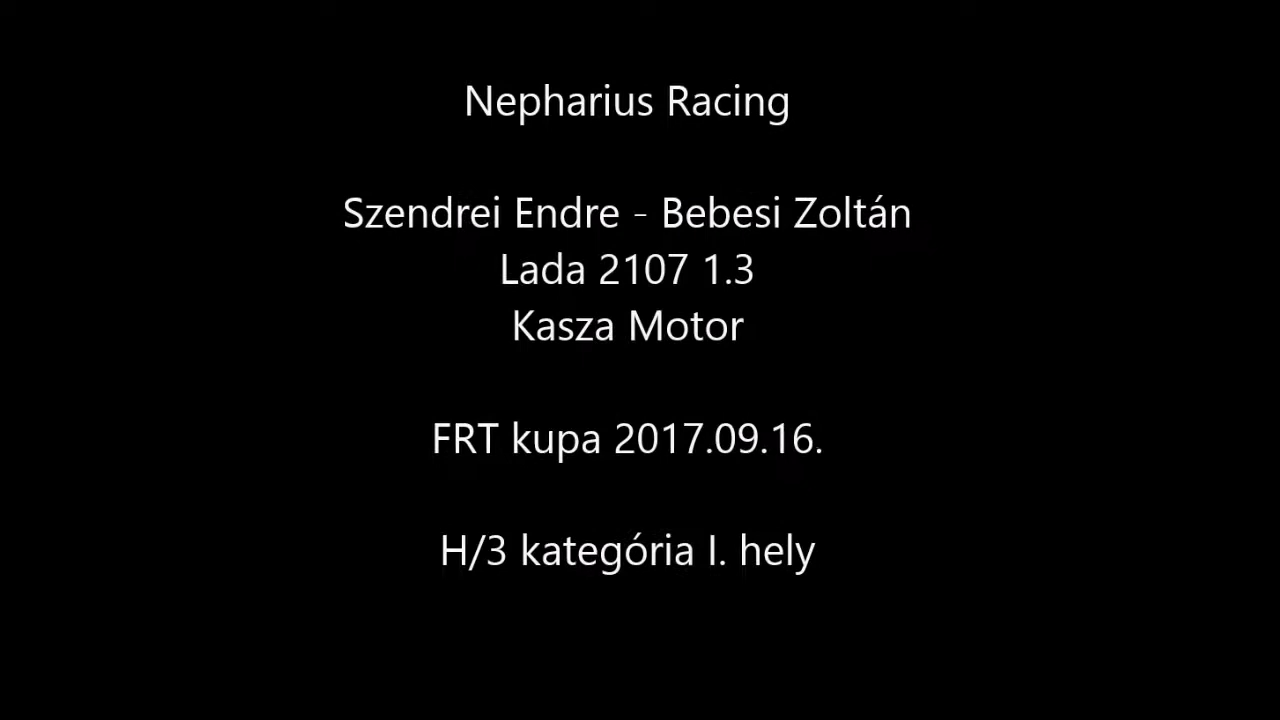 Nepharius Racing
Szendrei Endre - Bebesi Zoltán
Lada 2107 1.3
Kasza Motor
FRT kupa 2017.09.16.
H/3 kategória I. hely